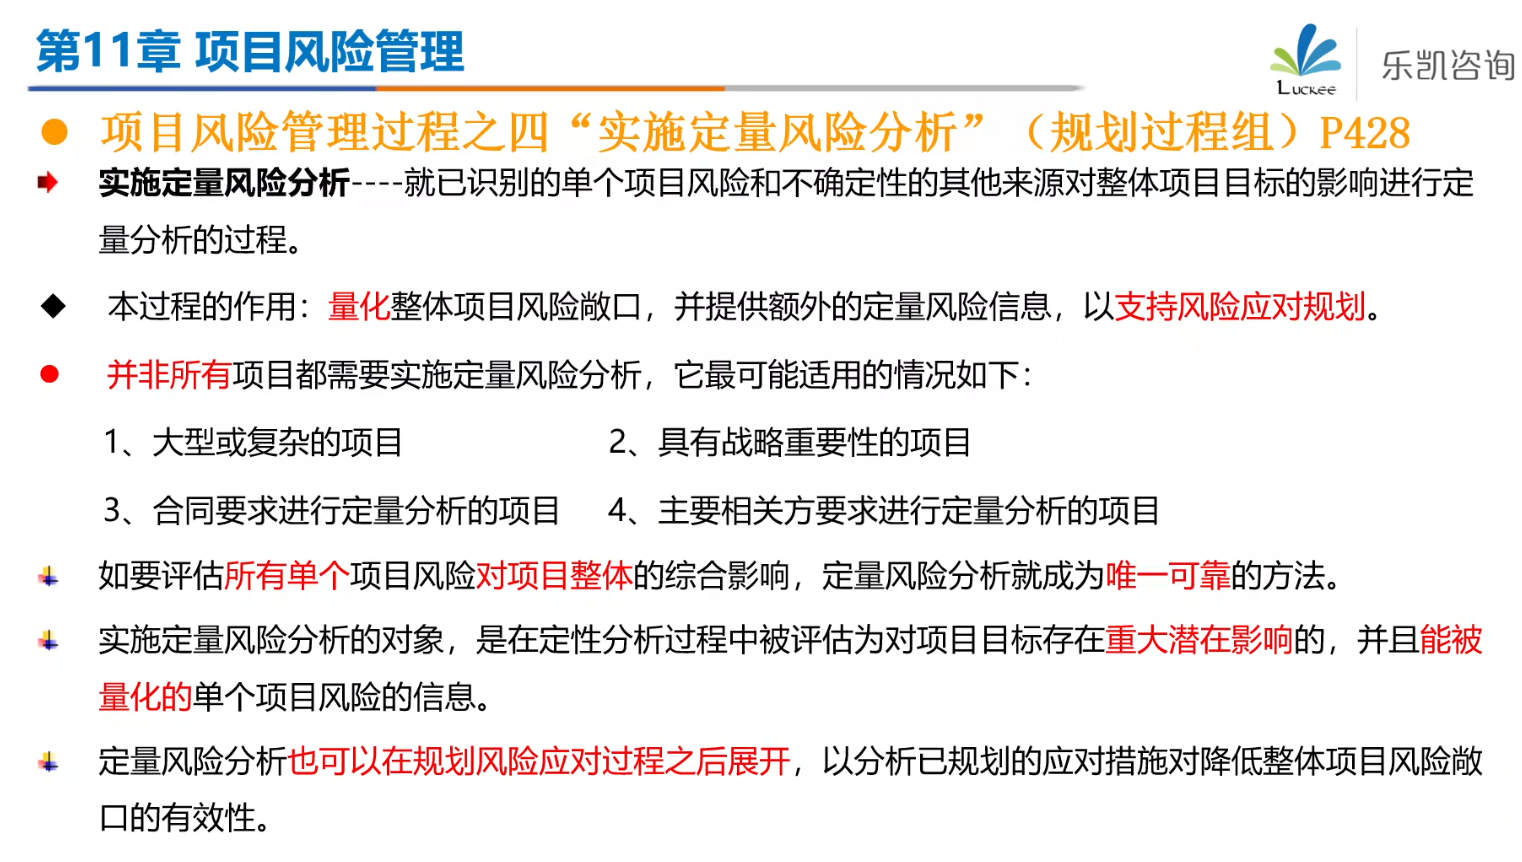 第11章 项目风险管理
LUCKEE
乐凯咨询
项目风险管理过程之四“实施定量风险分析”（规划过程组）P428
实施定量风险分析----就已识别的单个项目风险和不确定性的其他来源对整体项目目标的影响进行定
量分析的过程。
本过程的作用：量化整体项目风险敞口，并提供额外的定量风险信息，以支持风险应对规划。
并非所有项目都需要实施定量风险分析，它最可能适用的情况如下：
1、大型或复杂的项目 2、具有战略重要性的项目
3、合同要求进行定量分析的项目 4、主要相关方要求进行定量分析的项目
如要评估所有单个项目风险对项目整体的综合影响，定量风险分析就成为唯一可靠的方法。
实施定量风险分析的对象，是在定性分析过程中被评估为对项目目标存在重大潜在影响的，并且能被
量化的单个项目风险的信息。
定量风险分析也可以在规划风险应对过程之后展开，以分析已规划的应对措施对降低整体项目风险敞
口的有效性。